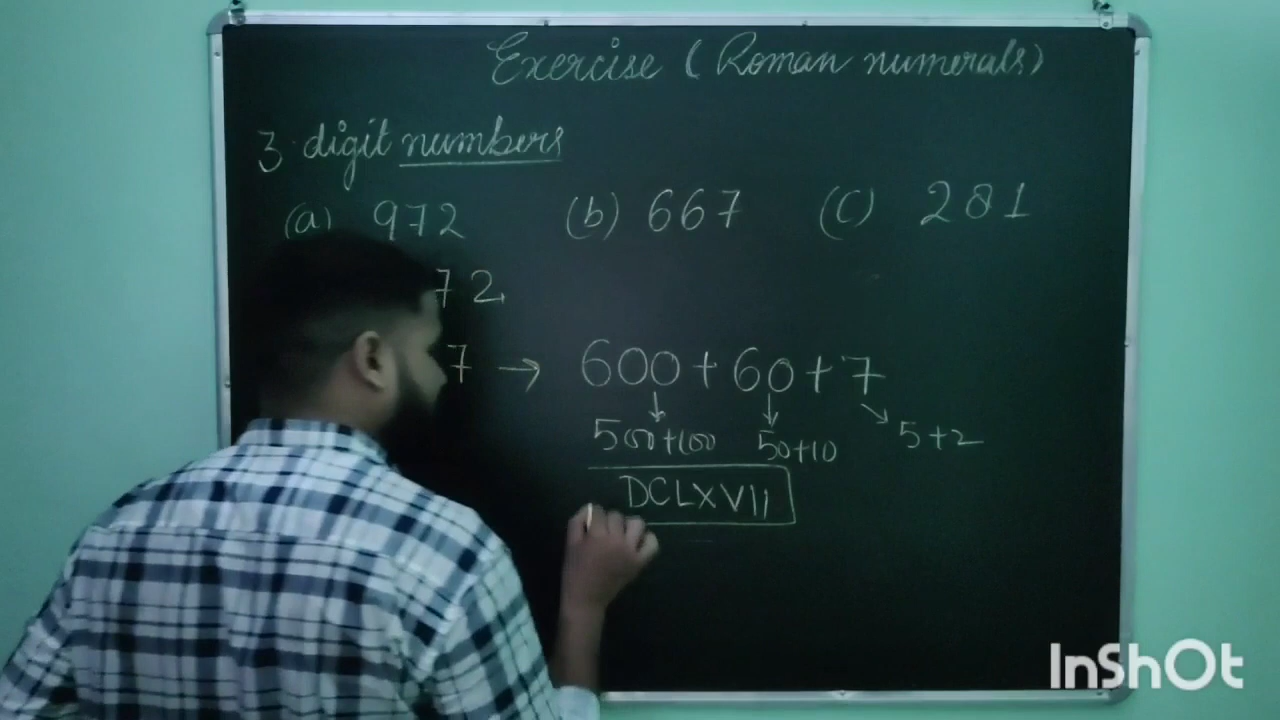 Exercise (Roman numerals)
3 digit numbers
(a) 972 (b) 667 (c) 281
72
7 → 600+60+7
500+100 50+10 5+2
DCLXVII
InShOt